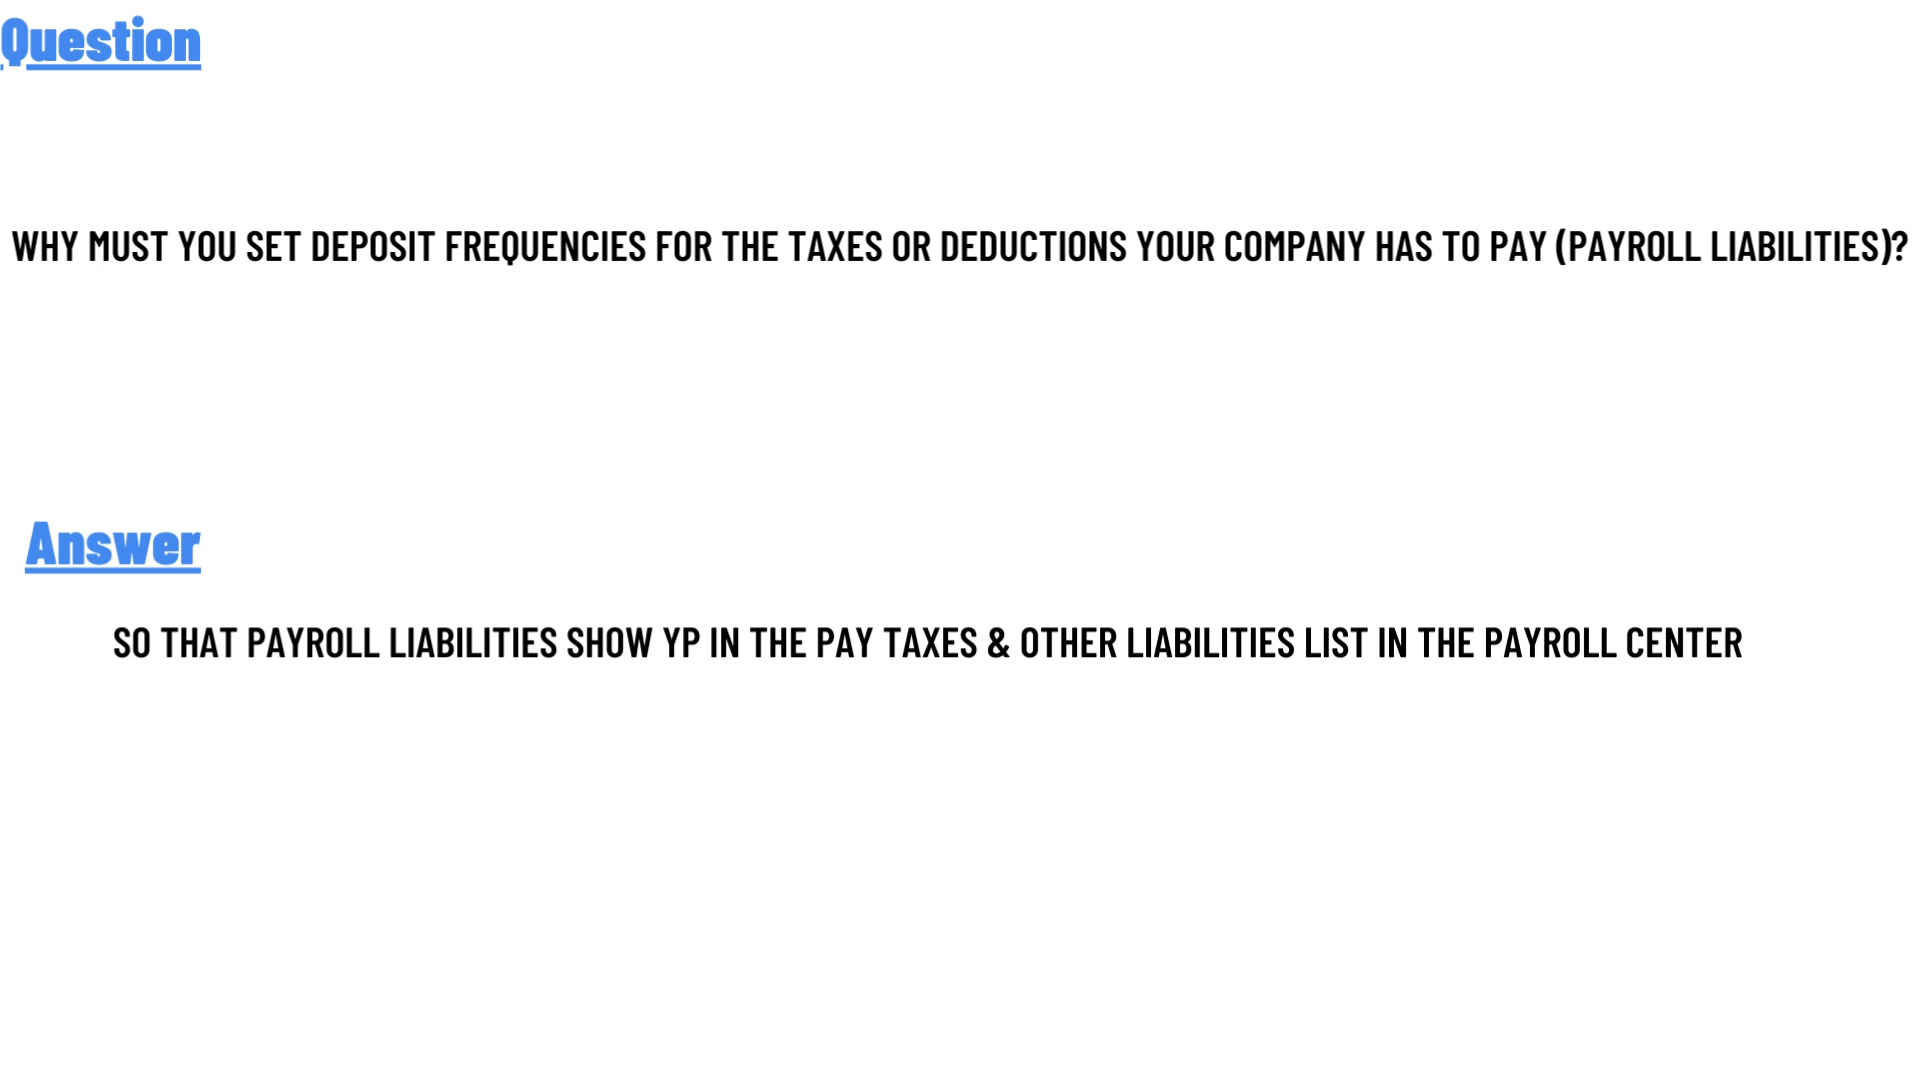 Question
WHY MUST YOU SET DEPOSIT FREQUENCIES FOR THE TAXES OR DEDUCTIONS YOUR COMPANY HAS TO PAY (PAYROLL LIABILITIES)?
Answer
SO THAT PAYROLL LIABILITIES SHOW YP IN THE PAY TAXES & OTHER LIABILITIES LIST IN THE PAYROLL CENTER